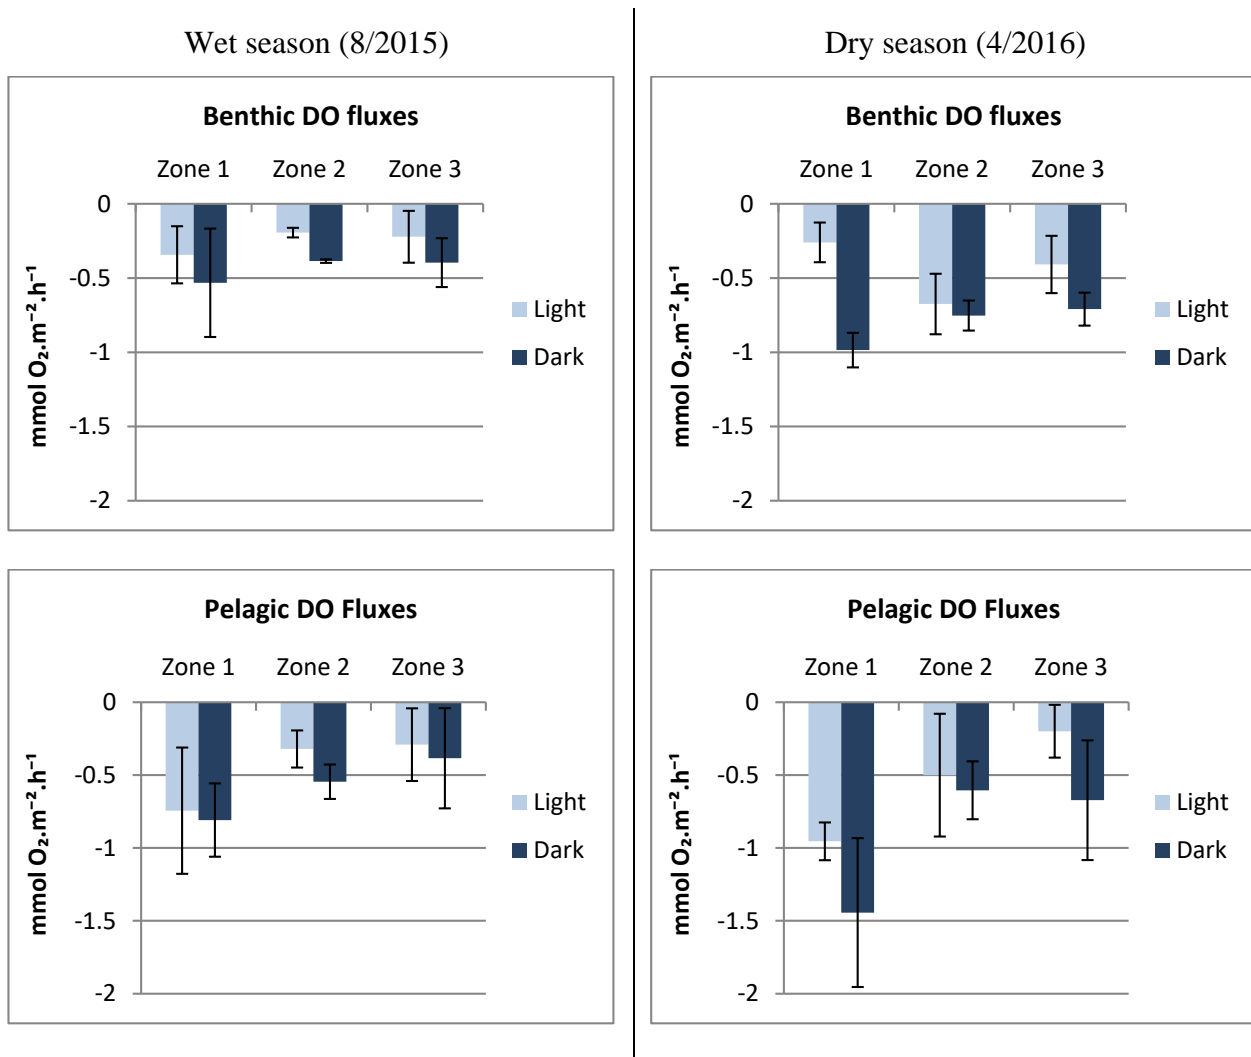 Wet season (8/2015)
Dry season (4/2016)
Benthic DO fluxes
Zone 1 Zone 2 Zone 3
0
-0.5
-1
-1.5
-2
mmol O₂.m⁻².h⁻¹
Light
Dark
Benthic DO fluxes
Zone 1 Zone 2 Zone 3
0
-0.5
-1
-1.5
-2
mmol O₂.m⁻².h⁻¹
Light
Dark
Pelagic DO Fluxes
Zone 1 Zone 2 Zone 3
0
-0.5
-1
-1.5
-2
mmol O₂.m⁻².h⁻¹
Light
Dark
Pelagic DO Fluxes
Zone 1 Zone 2 Zone 3
0
-0.5
-1
-1.5
-2
mmol O₂.m⁻².h⁻¹
Light
Dark